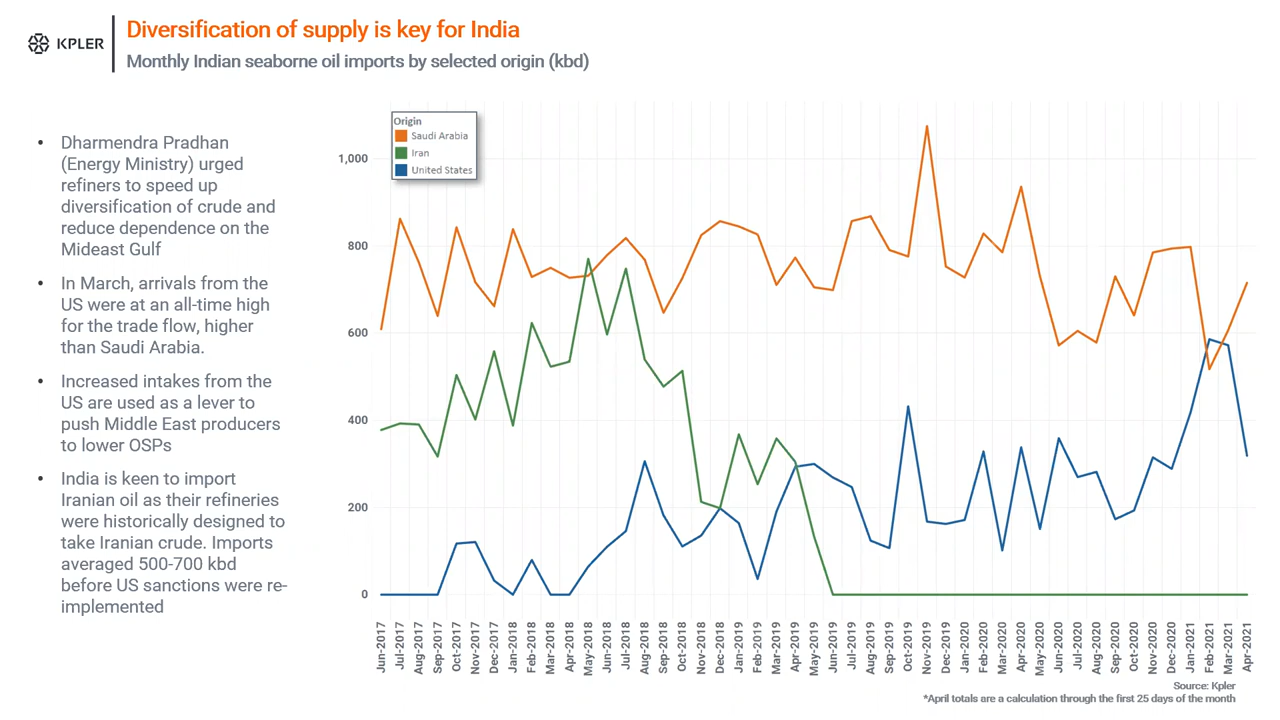 KPLER
Diversification of supply is key for India
Monthly Indian seaborne oil imports by selected origin (kbd)
• Dharmendra Pradhan
(Energy Ministry) urged
refiners to speed up
diversification of crude and
reduce dependence on the
Mideast Gulf
• In March, arrivals from the
US were at an all-time high
for the trade flow, higher
than Saudi Arabia.
• Increased intakes from the
US are used as a lever to
push Middle East producers
to lower OSPs
• India is keen to import
Iranian oil as their refineries
were historically designed to
take Iranian crude. Imports
averaged 500-700 kbd
before US sanctions were re-
implemented
Origin
Saudi Arabia
Iran
United States
1,000
800
600
400
200
0
Jun-2017
Jul-2017
Aug-2017
Sep-2017
Oct-2017
Nov-2017
Dec-2017
Jan-2018
Feb-2018
Mar-2018
Apr-2018
May-2018
Jun-2018
Jul-2018
Aug-2018
Sep-2018
Oct-2018
Nov-2018
Dec-2018
Jan-2019
Feb-2019
Mar-2019
Apr-2019
May-2019
Jun-2019
Jul-2019
Aug-2019
Sep-2019
Oct-2019
Nov-2019
Dec-2019
Jan-2020
Feb-2020
Mar-2020
Apr-2020
May-2020
Jun-2020
Jul-2020
Aug-2020
Sep-2020
Oct-2020
Nov-2020
Dec-2020
Jan-2021
Feb-2021
Mar-2021
Apr-2021
Source: Kpler
*April totals are a calculation through the first 25 days of the month